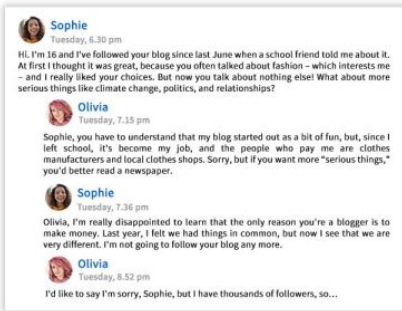 Sophie
Tuesday, 6.30 pm
Hi. I'm 16 and I've followed your blog since last June when a school friend told me about it.
At first I thought it was great, because you often talked about fashion – which interests me
– and I really liked your choices. But now you talk about nothing else! What about more
serious things like climate change, politics, and relationships?
Olivia
Tuesday, 7.15 pm
Sophie, you have to understand that my blog started out as a bit of fun, but, since I
left school, it's become my job, and the people who pay me are clothes
manufacturers and local clothes shops. Sorry, but if you want more “serious things,”
you'd better read a newspaper.
Sophie
Tuesday, 7.36 pm
Olivia, I'm really disappointed to learn that the only reason you're a blogger is to
make money. Last year, I felt we had things in common, but now I see that we are
very different. I'm not going to follow your blog any more.
Olivia
Tuesday, 8.52 pm
I'd like to say I'm sorry, Sophie, but I have thousands of followers, so...